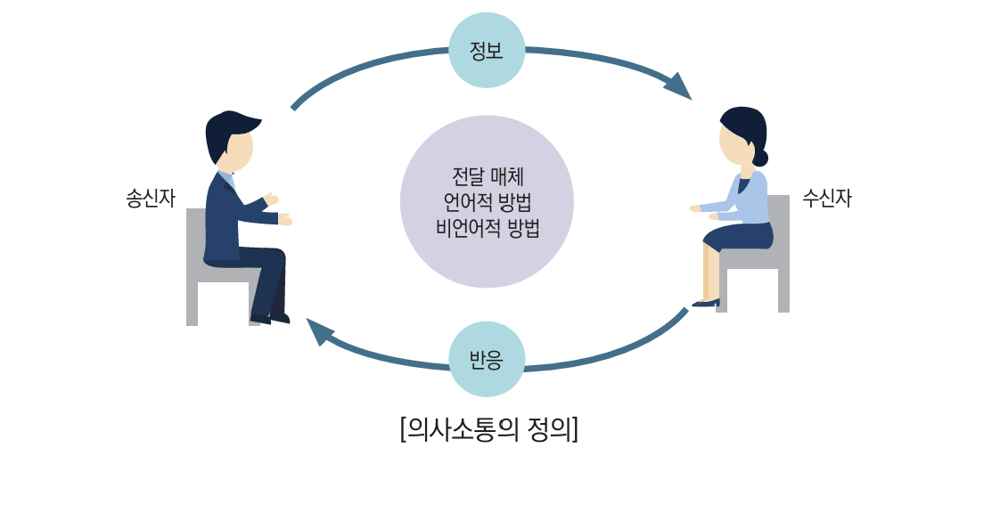 정보
전달 매체
언어적 방법
비언어적 방법
송신자
수신자
반응
[의사소통의 정의]